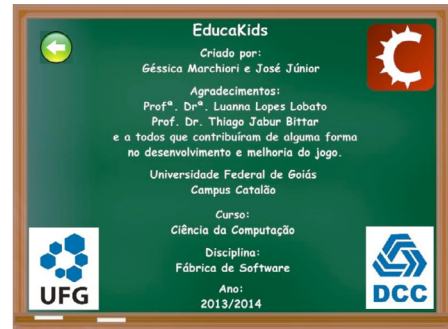 EducaKids
Criado por:
Géssica Marchiori e José Júnior
Agradecimentos:
Profª. Drª. Luanna Lopes Lobato
Prof. Dr. Thiago Jabur Bittar
e a todos que contribuíram de alguma forma
no desenvolvimento e melhoria do jogo.
Universidade Federal de Goiás
Campus Catalão
Curso:
Ciência da Computação
Disciplina:
Fábrica de Software
Ano:
2013/2014
UFG
DCC